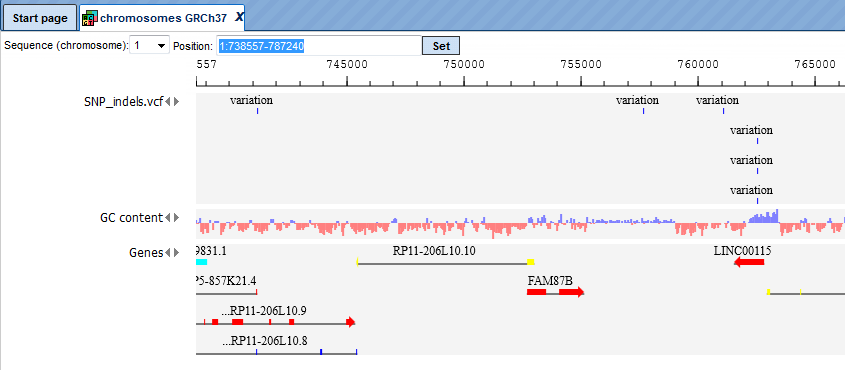 Start page chromosomes GRCh37 X
Sequence (chromosome): 1 Position: 1:738557-787240 Set
557 745000 750000 755000 760000 765000
SNP_indels.vcf variation variation variation
variation
variation
variation
GC content
Genes 9831.1 RP11-206L10.10 LINC00115
P5-857K21.4 FAM87B
...RP11-206L10.9
...RP11-206L10.8